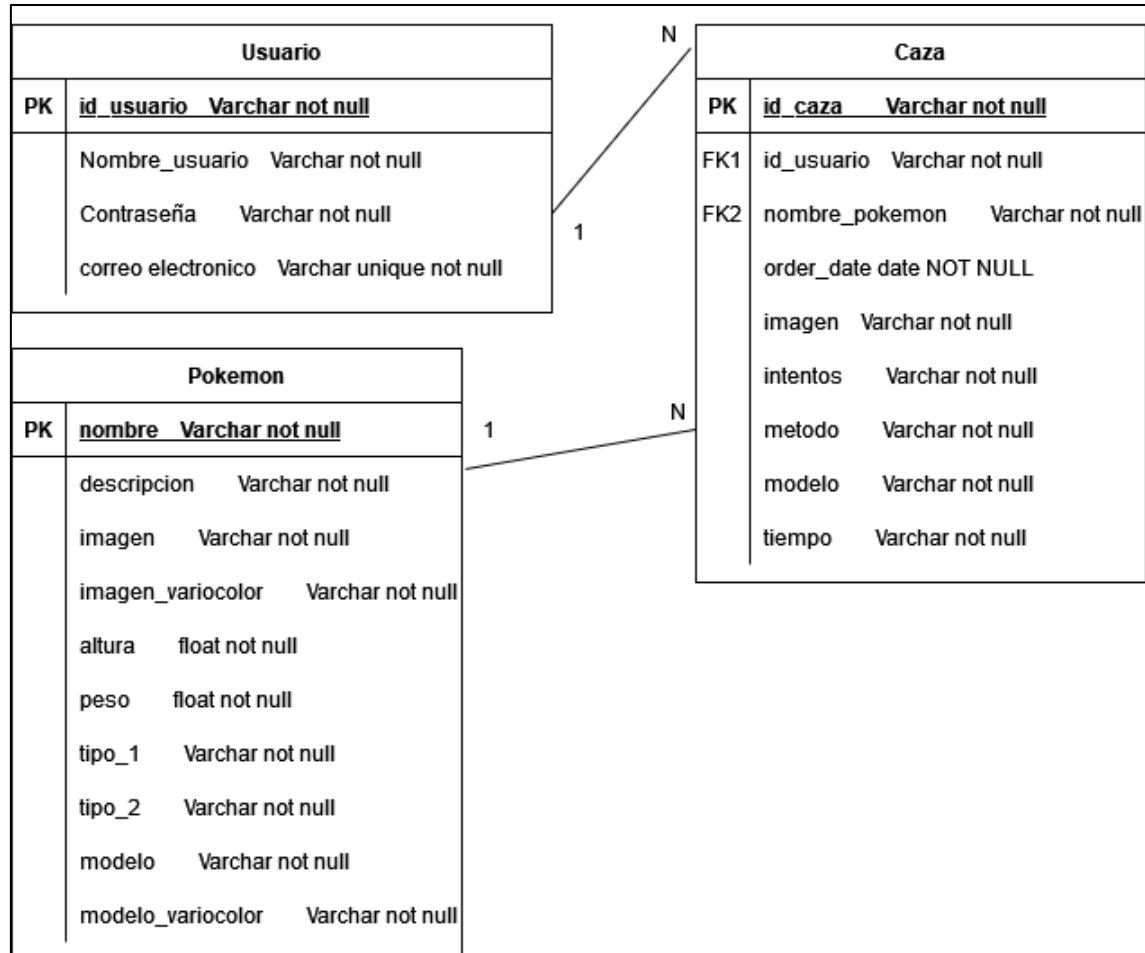 Usuario
PK id_usuario Varchar not null
Nombre_usuario Varchar not null
Contraseña Varchar not null
correo electronico Varchar unique not null
1
N
Caza
PK id_caza Varchar not null
FK1 id_usuario Varchar not null
FK2 nombre_pokemon Varchar not null
order_date date NOT NULL
imagen Varchar not null
intentos Varchar not null
metodo Varchar not null
modelo Varchar not null
tiempo Varchar not null
Pokemon
PK nombre Varchar not null
descripcion Varchar not null
imagen Varchar not null
imagen_variocolor Varchar not null
altura float not null
peso float not null
tipo_1 Varchar not null
tipo_2 Varchar not null
modelo Varchar not null
modelo_variocolor Varchar not null
1
N